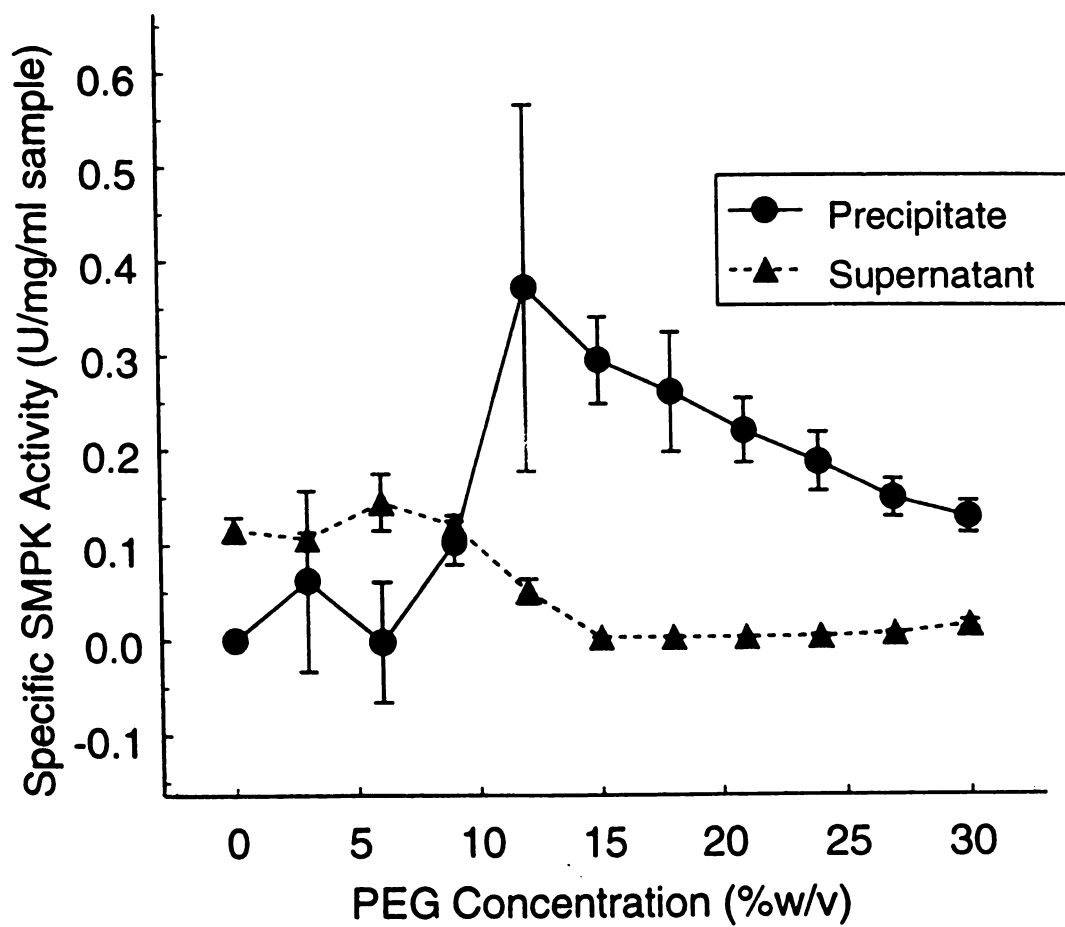 Specific SMPK Activity (U/mg/ml sample)
0.6
0.5
0.4
0.3
0.2
0.1
0.0
-0.1
Precipitate
Supernatant
0 5 10 15 20 25 30
PEG Concentration (%w/v)